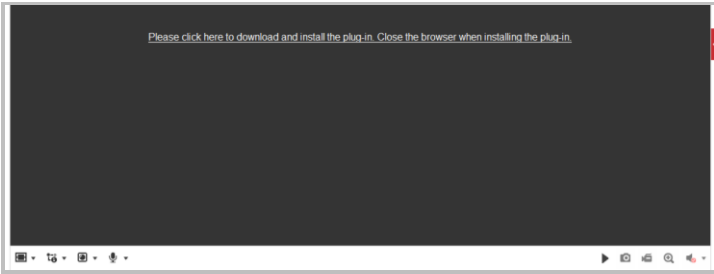 Please click here to download and install the plug-in. Close the browser when installing the plug-in.